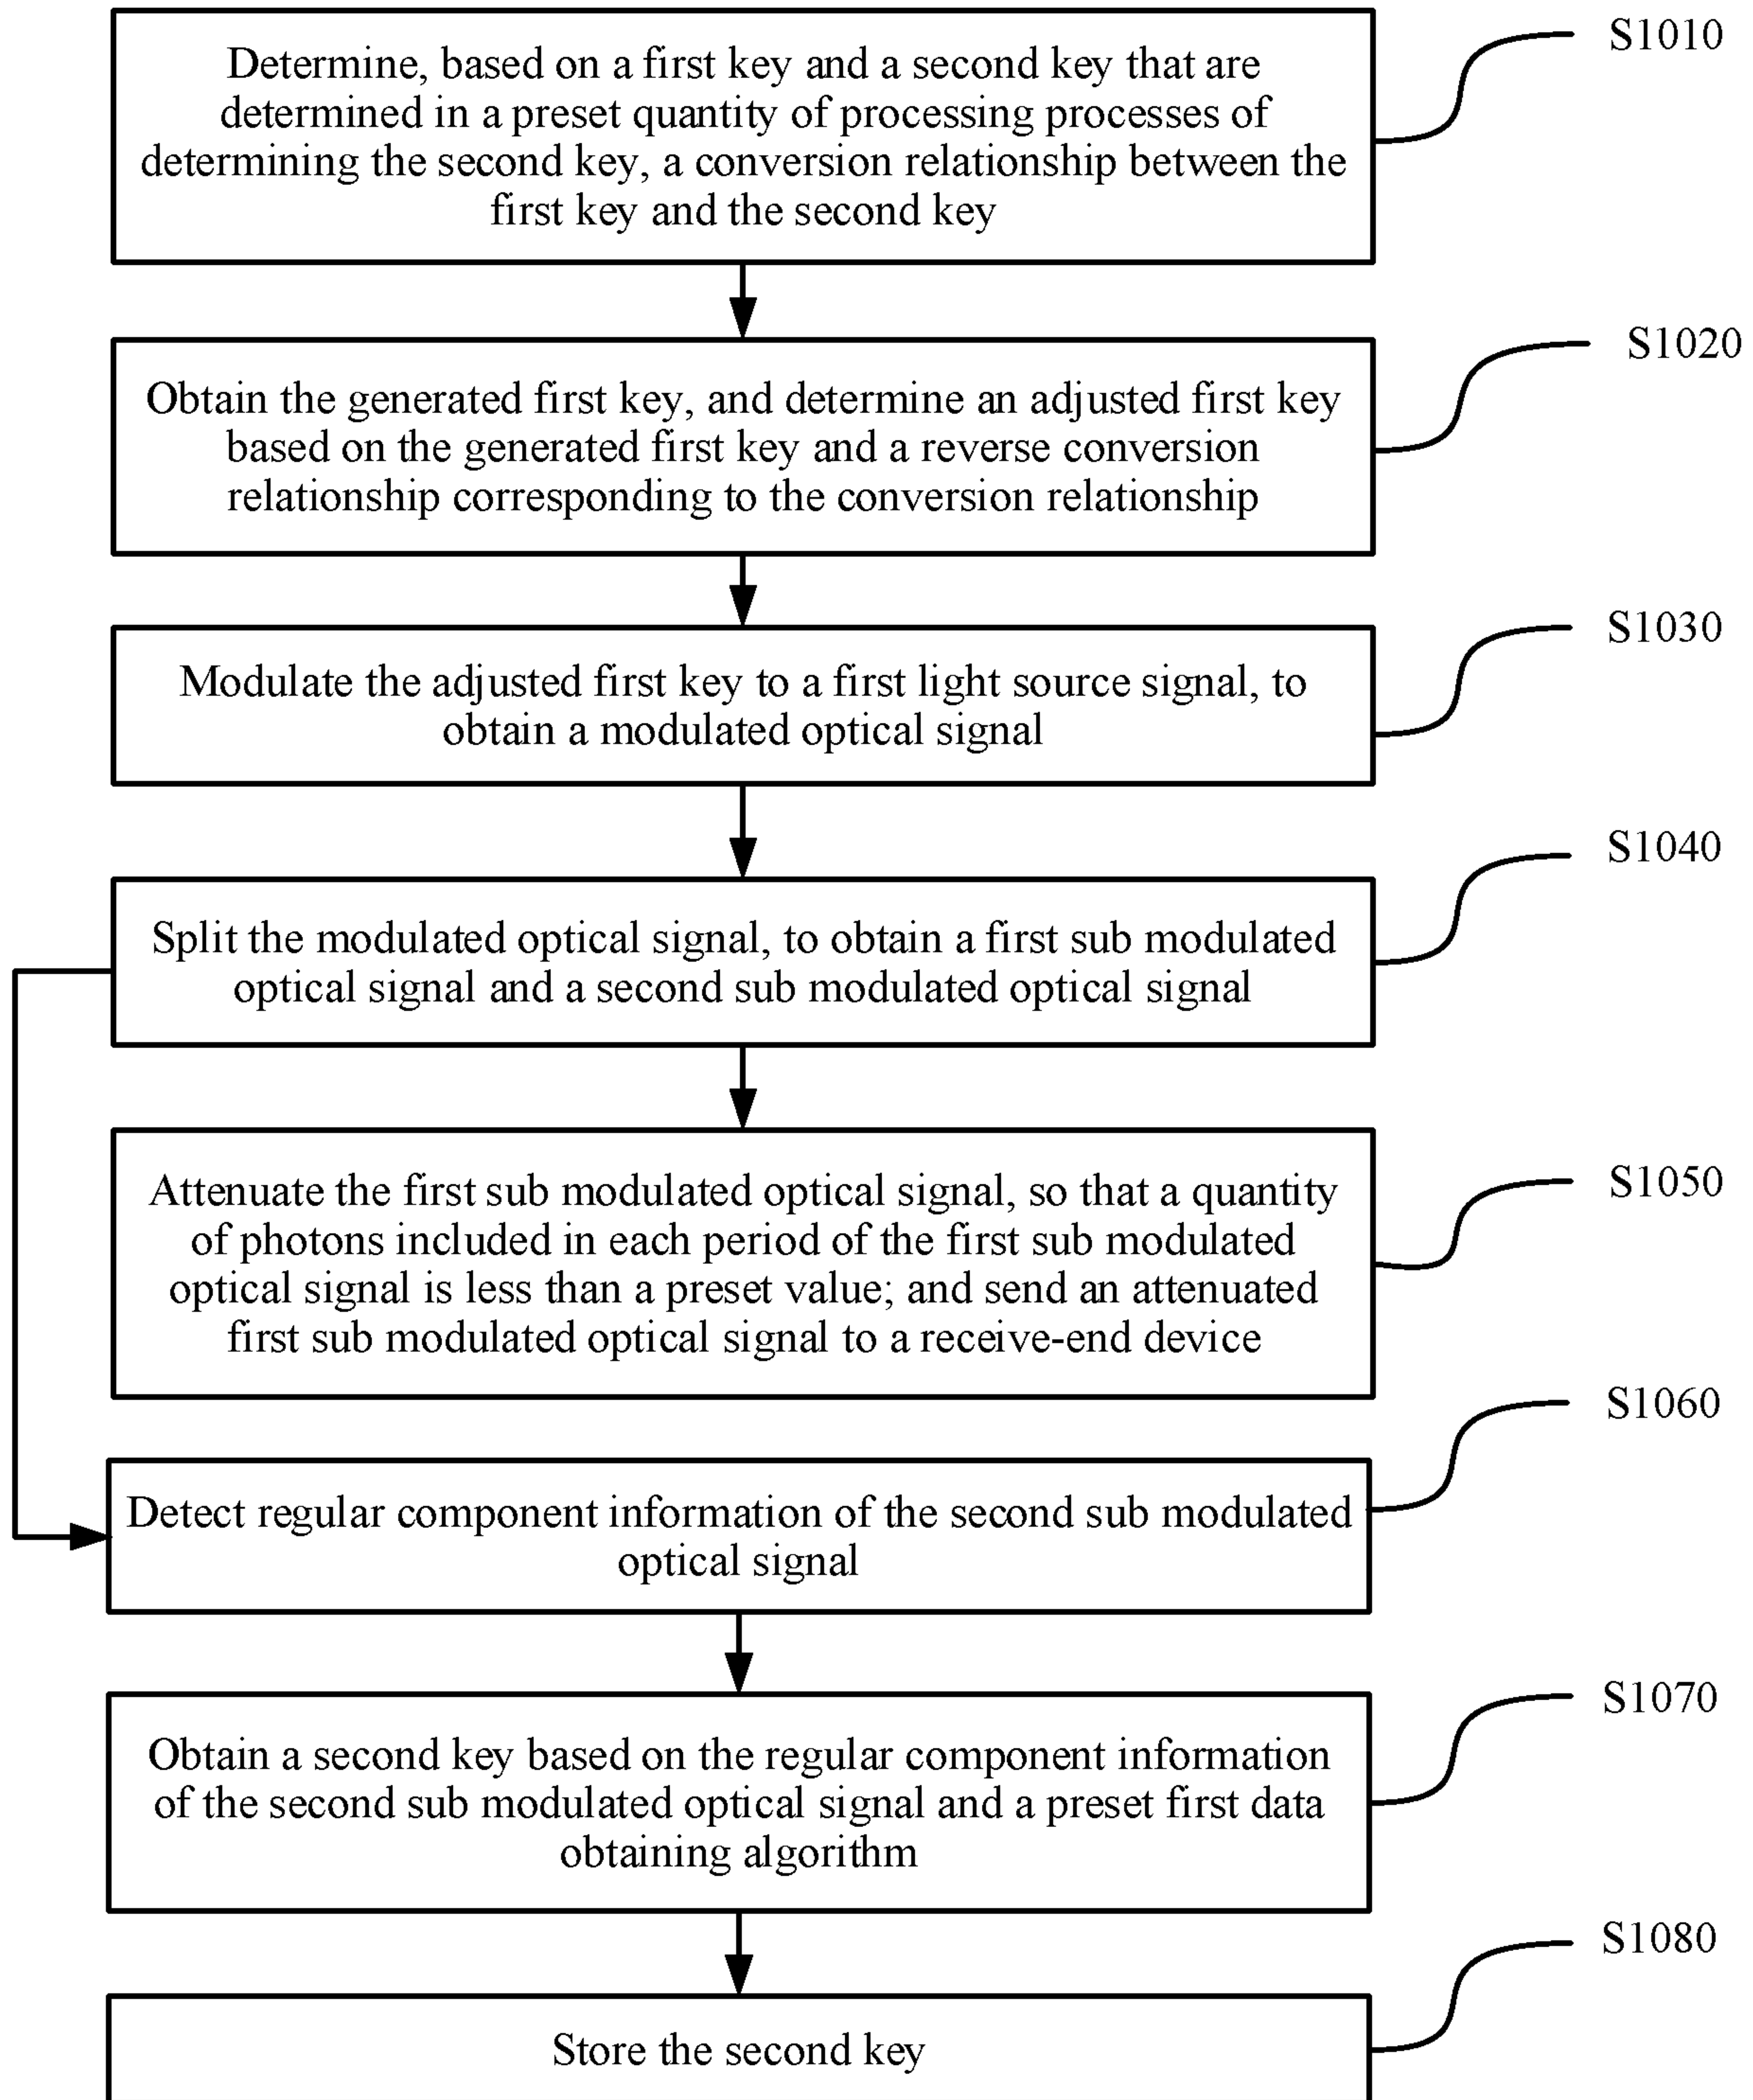 Determine, based on a first key and a second key that are
determined in a preset quantity of processing processes of
determining the second key, a conversion relationship between the
first key and the second key
S1010
Obtain the generated first key, and determine an adjusted first key
based on the generated first key and a reverse conversion
relationship corresponding to the conversion relationship
S1020
Modulate the adjusted first key to a first light source signal, to
obtain a modulated optical signal
S1030
Split the modulated optical signal, to obtain a first sub modulated
optical signal and a second sub modulated optical signal
S1040
Attenuate the first sub modulated optical signal, so that a quantity
of photons included in each period of the first sub modulated
optical signal is less than a preset value; and send an attenuated
first sub modulated optical signal to a receive-end device
S1050
Detect regular component information of the second sub modulated
optical signal
S1060
Obtain a second key based on the regular component information
of the second sub modulated optical signal and a preset first data
obtaining algorithm
S1070
Store the second key
S1080